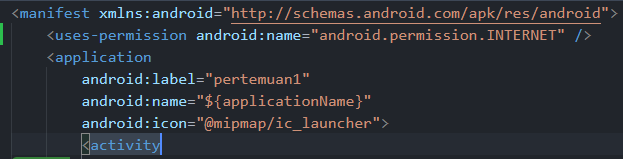 <manifest xmlns:android="http://schemas.android.com/apk/res/android">
<uses-permission android:name="android.permission.INTERNET" />
<application
android:label="pertemuan1"
android:name="${applicationName}"
android:icon="@mipmap/ic_launcher">
<activity